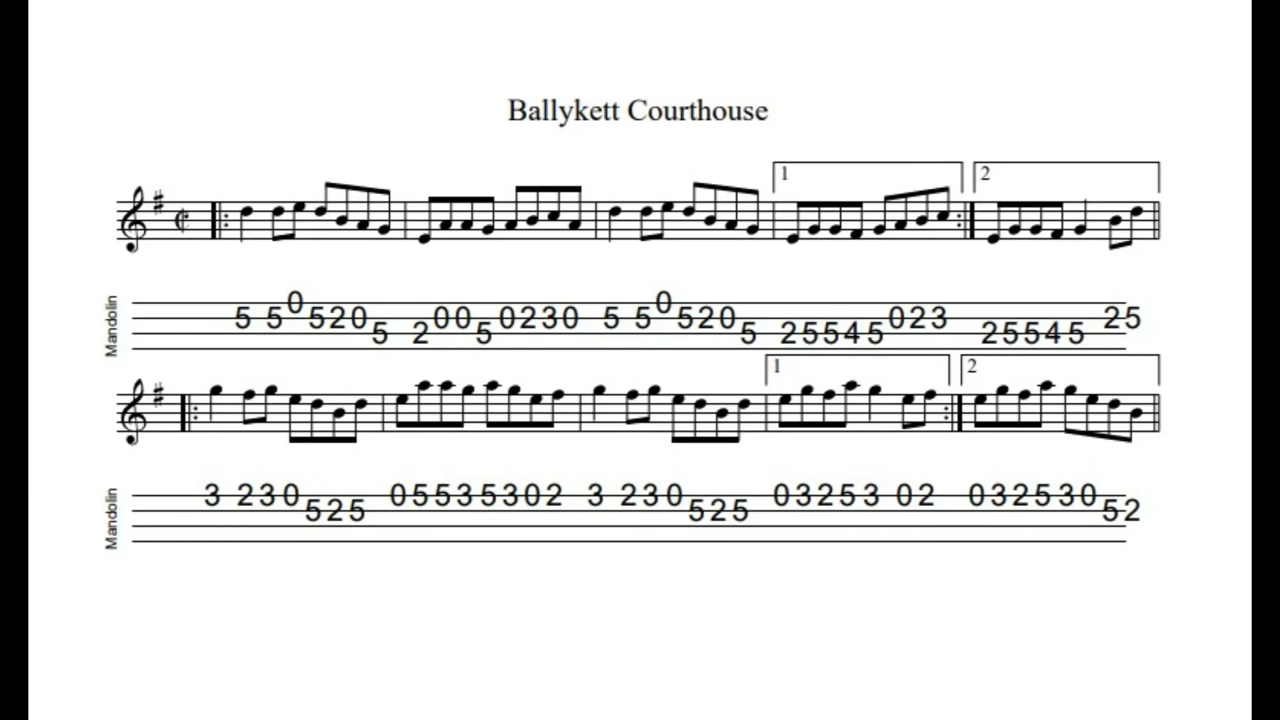 Ballykett Courthouse
1 2
Mandolin
5 5 0 5 2 0 5 2 0 0 5 0 2 3 0 5 5 0 5 2 0 5 2 5 5 4 5 0 2 3 2 5 5 4 5 2 5
1 2
Mandolin
3 2 3 0 5 2 5 0 5 5 3 5 3 0 2 3 2 3 0 5 2 5 0 3 2 5 3 0 2 0 3 2 5 3 0 5 2